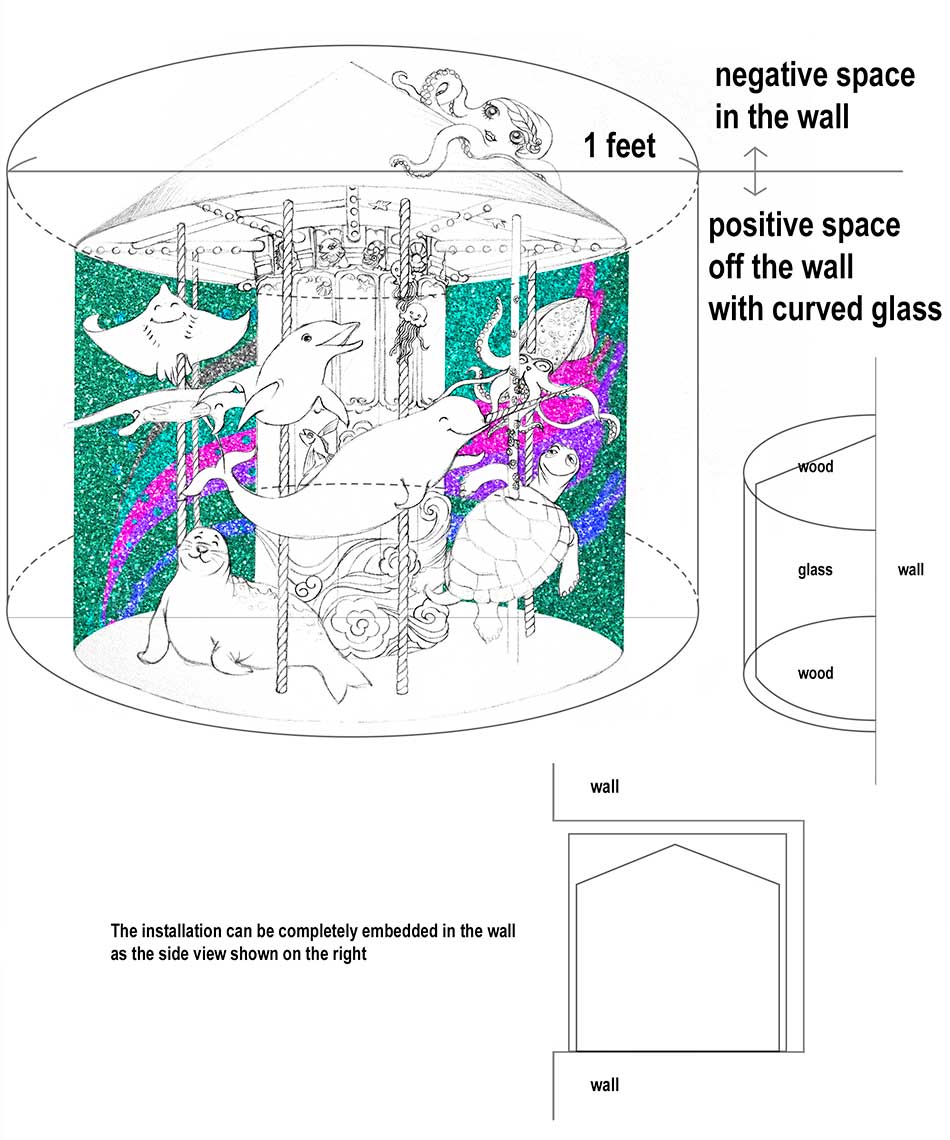 negative space
in the wall
1 feet
positive space
off the wall
with curved glass
wood
glass
wall
wood
wall
The installation can be completely embedded in the wall
as the side view shown on the right
wall